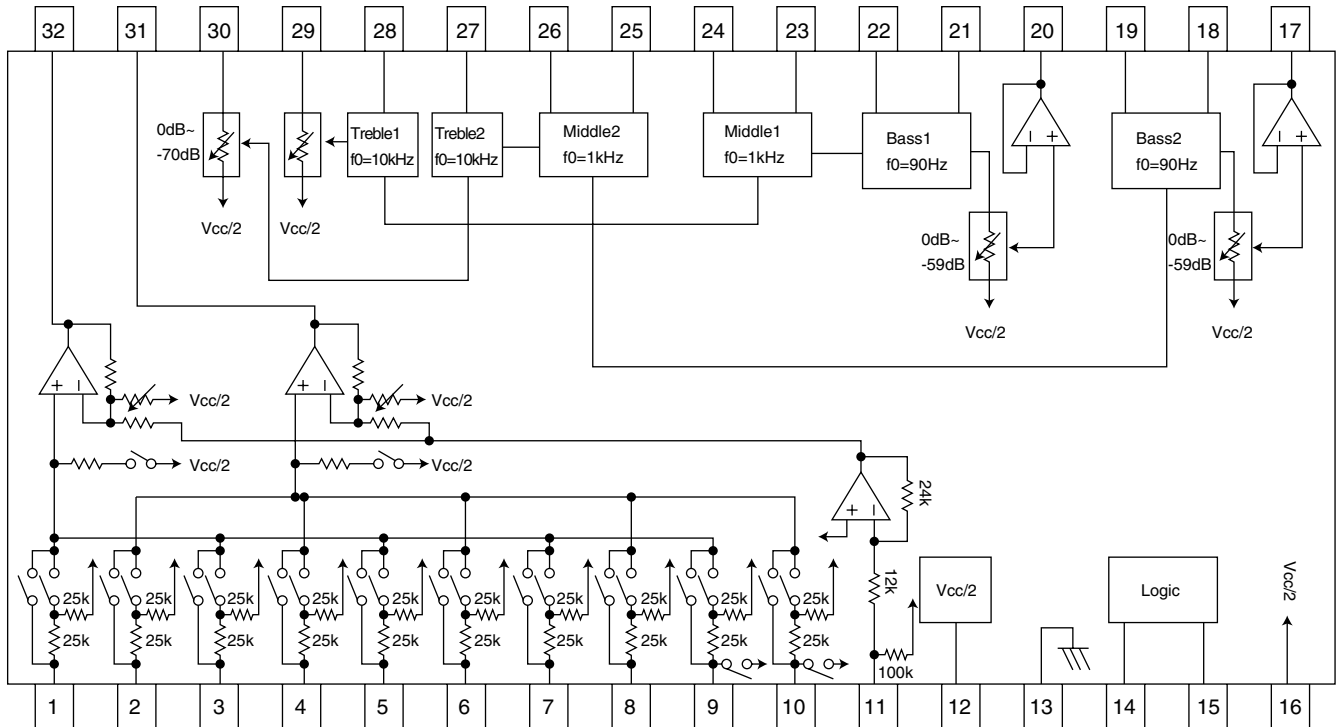 32 31 30 29 28 27 26 25 24 23 22 21 20 19 18 17
0dB~
-70dB
Vcc/2
Vcc/2
Treble1
f0=10kHz
Treble2
f0=10kHz
Middle2
f0=1kHz
Middle1
f0=1kHz
Bass1
f0=90Hz
− +
Bass2
f0=90Hz
− +
0dB~
-59dB
Vcc/2
0dB~
-59dB
Vcc/2
+ −
Vcc/2
Vcc/2
+ −
Vcc/2
Vcc/2
+ −
24k
12k
100k
25k 25k 25k 25k 25k 25k 25k 25k 25k 25k
25k 25k 25k 25k 25k 25k 25k 25k 25k 25k
Vcc/2
Logic
Vcc/2
1 2 3 4 5 6 7 8 9 10 11 12 13 14 15 16